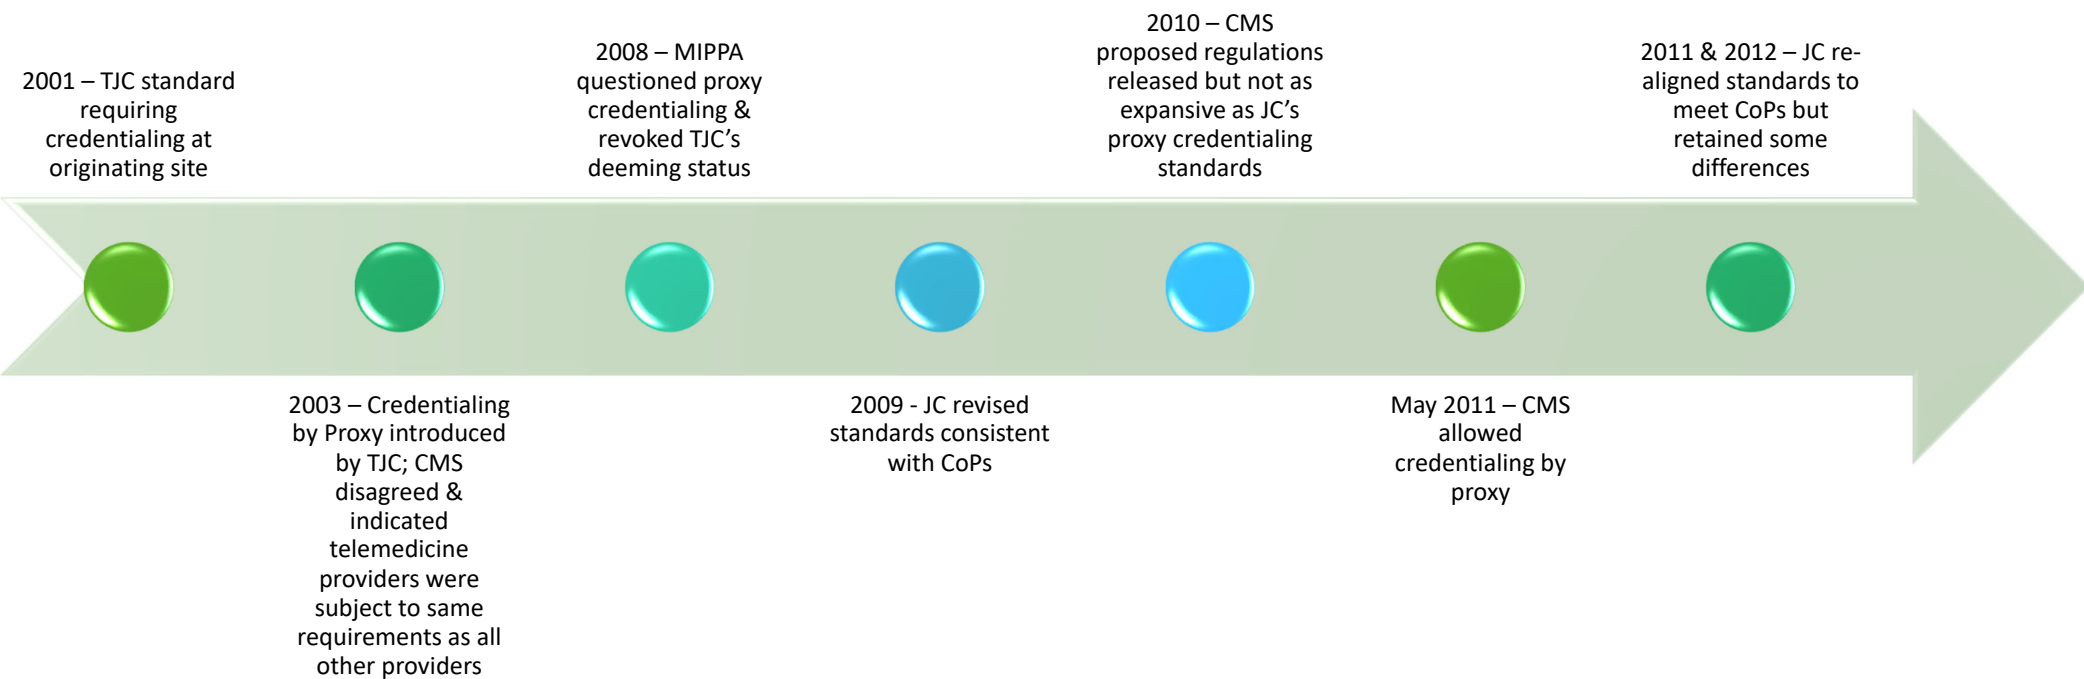 2001 – TJC standard
requiring
credentialing at
originating site
2003 – Credentialing
by Proxy introduced
by TJC; CMS
disagreed &
indicated
telemedicine
providers were
subject to same
requirements as all
other providers
2008 – MIPPA
questioned proxy
credentialing &
revoked TJC’s
deeming status
2009 - JC revised
standards consistent
with CoPs
2010 – CMS
proposed regulations
released but not as
expansive as JC’s
proxy credentialing
standards
May 2011 – CMS
allowed
credentialing by
proxy
2011 & 2012 – JC re-
aligned standards to
meet CoPs but
retained some
differences